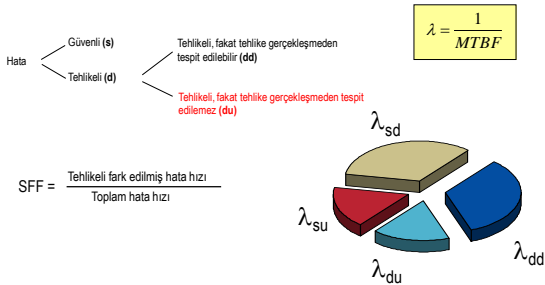 Hata
Güvenli (s)
Tehlikeli (d)
Tehlikeli, fakat tehlike gerçekleşmeden
tespit edilebilir (dd)
Tehlikeli, fakat tehlike gerçekleşmeden tespit
edilemez (du)
λ = 1
MTBF
SFF = Tehlikeli fark edilmiş hata hızı
Toplam hata hızı
λsd
λsu
λdu
λdd